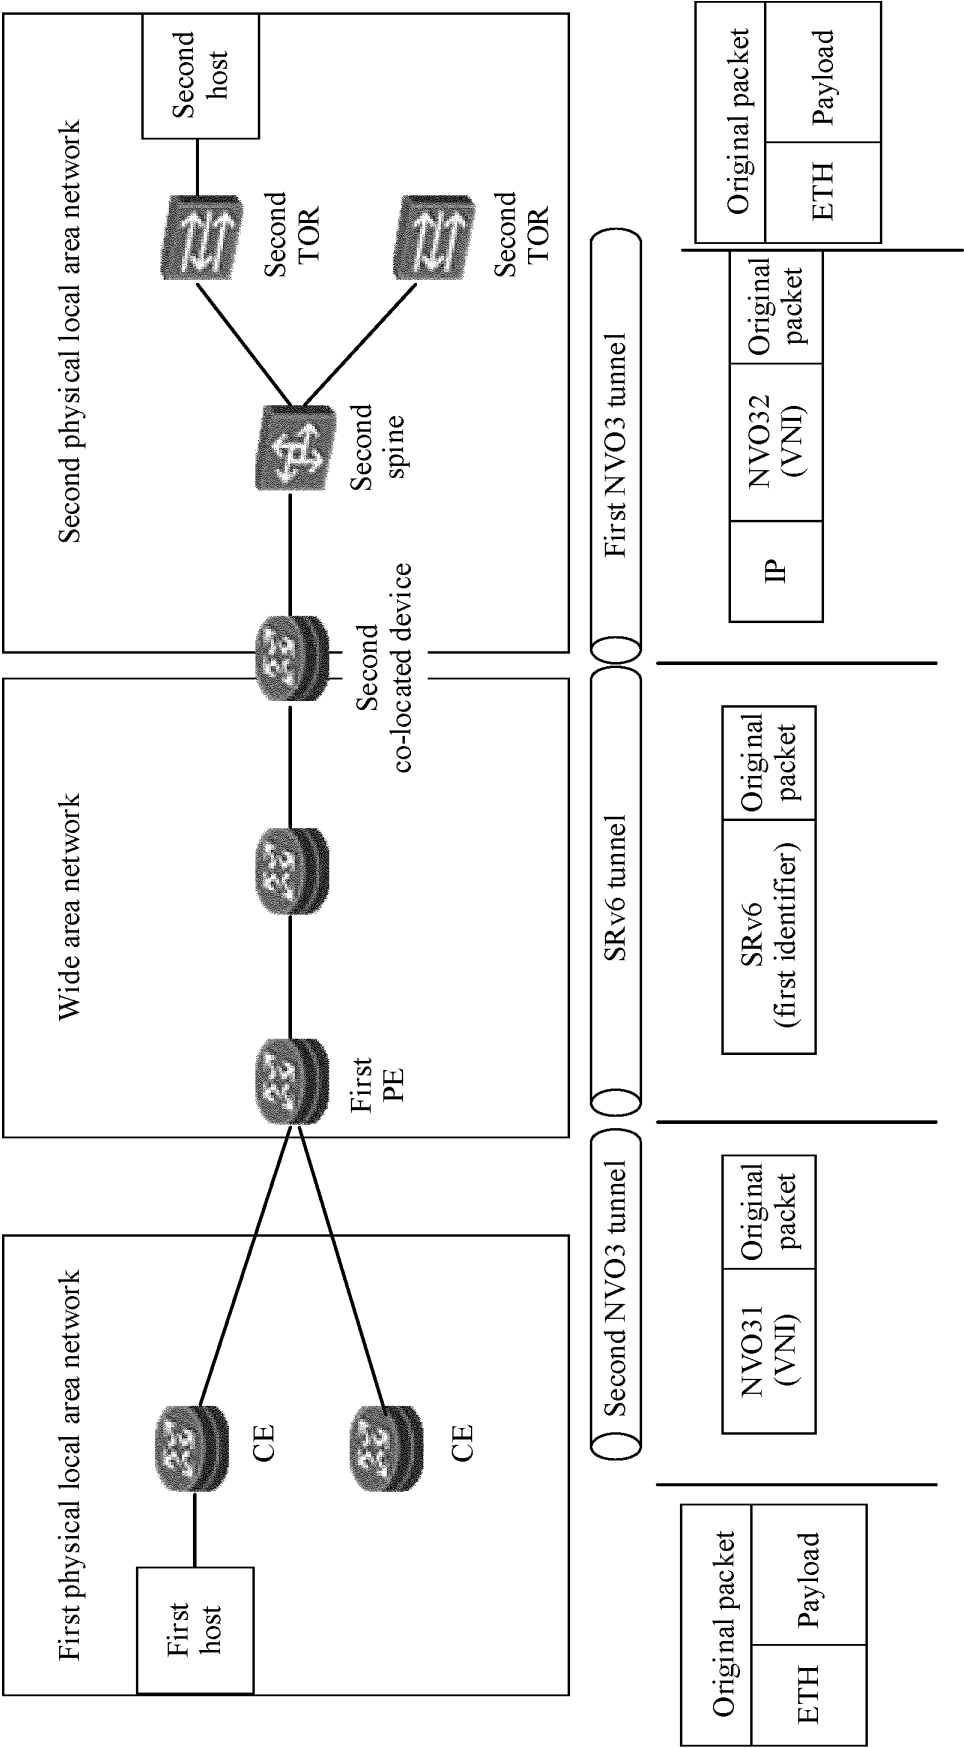 First physical local area network
First
host
CE
CE
Wide area network
First
PE
Second
co-located device
Second physical local area network
Second
spine
Second
TOR
Second
TOR
Second
host
Second NVO3 tunnel
SRv6 tunnel
First NVO3 tunnel
Original packet
ETH
Payload
NVO31
(VNI)
Original
packet
SRv6
(first identifier)
Original
packet
IP
NVO32
(VNI)
Original
packet
Original packet
ETH
Payload